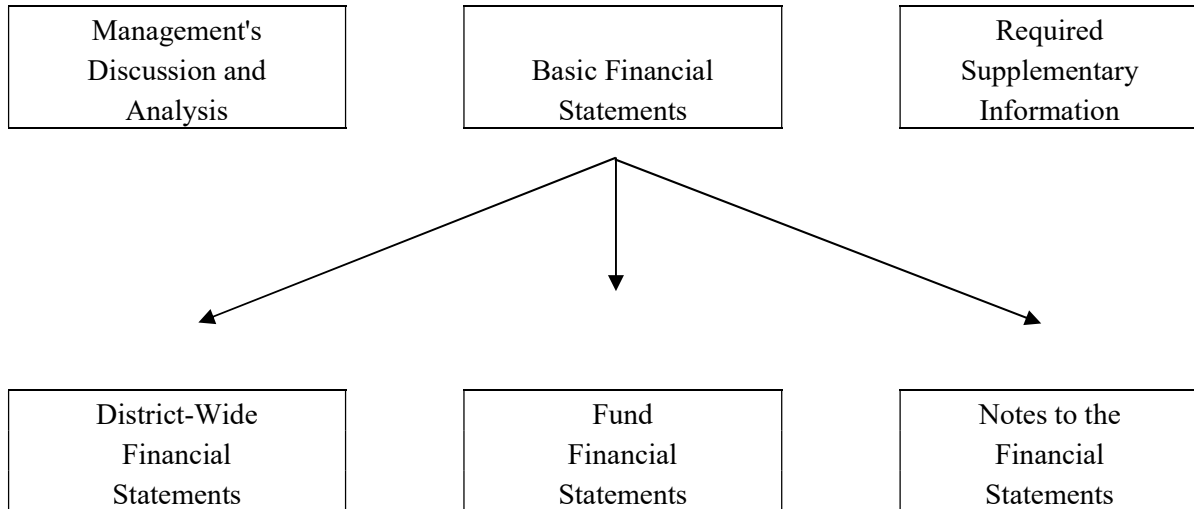 Management's
Discussion and
Analysis
Basic Financial
Statements
Required
Supplementary
Information
District-Wide
Financial
Statements
Fund
Financial
Statements
Notes to the
Financial
Statements